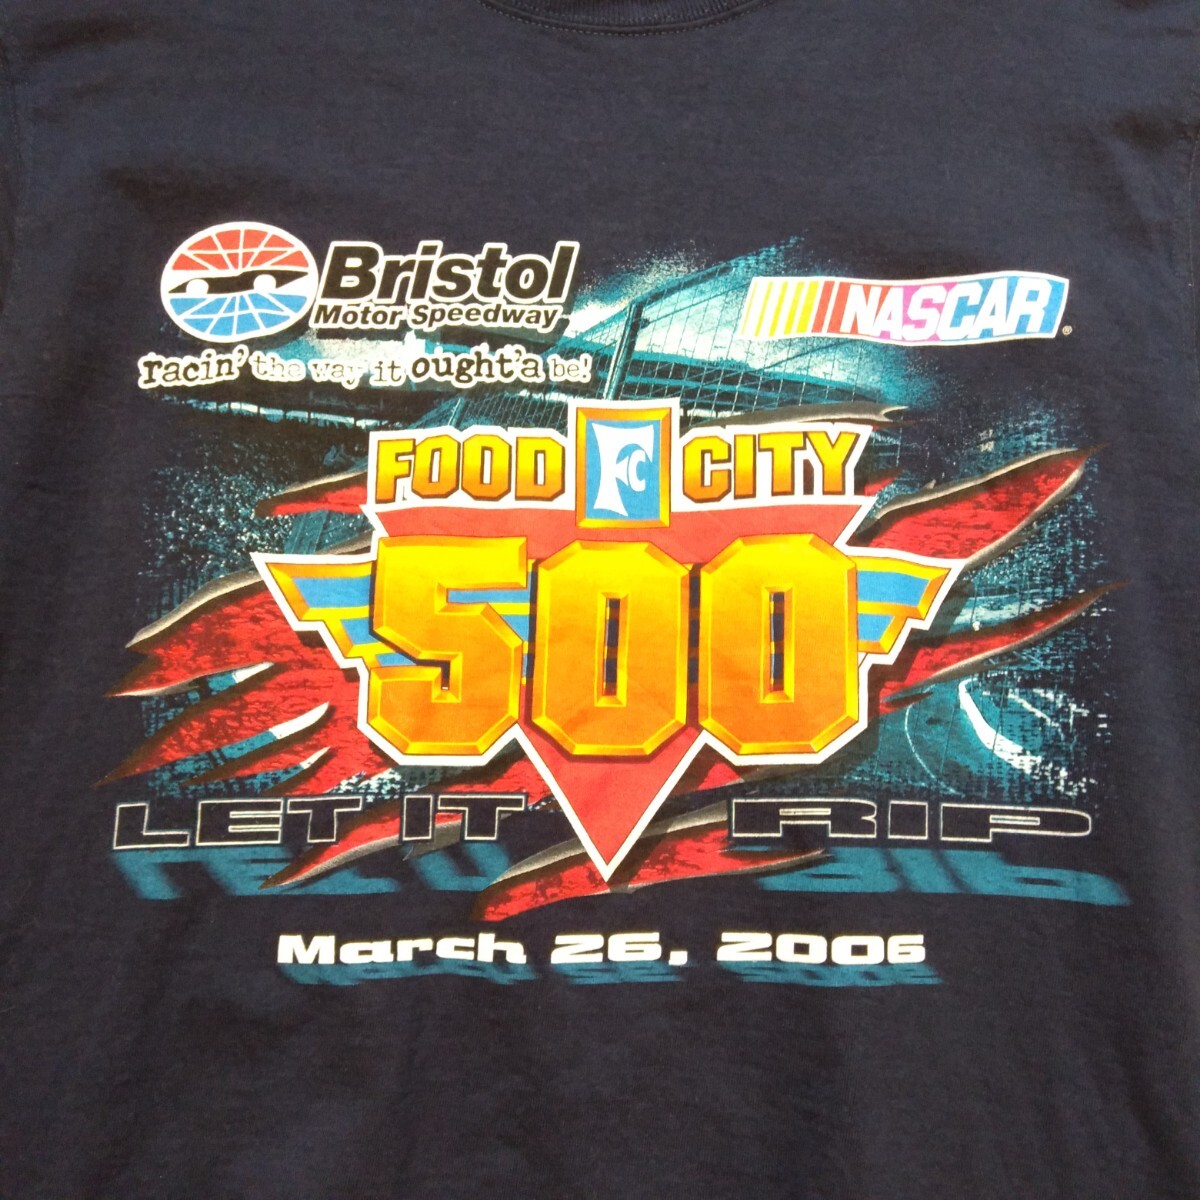 Bristol
Motor Speedway
racin' the way it ought'a be!
NASCAR®
FOOD FC CITY
500
LET IT RIP
March 26, 2006